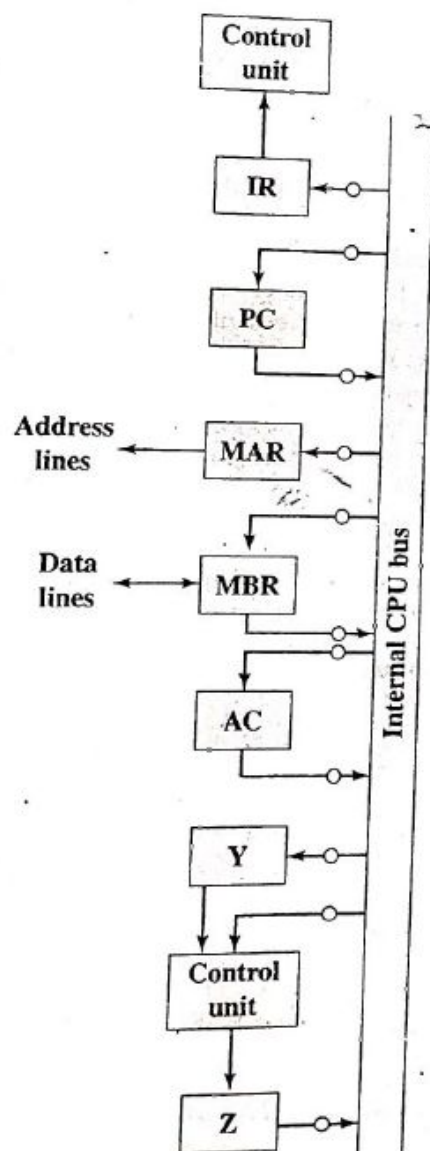 Control
unit
IR
PC
Address
lines
MAR
Data
lines
MBR
AC
Internal CPU bus
Y
Control
unit
Z